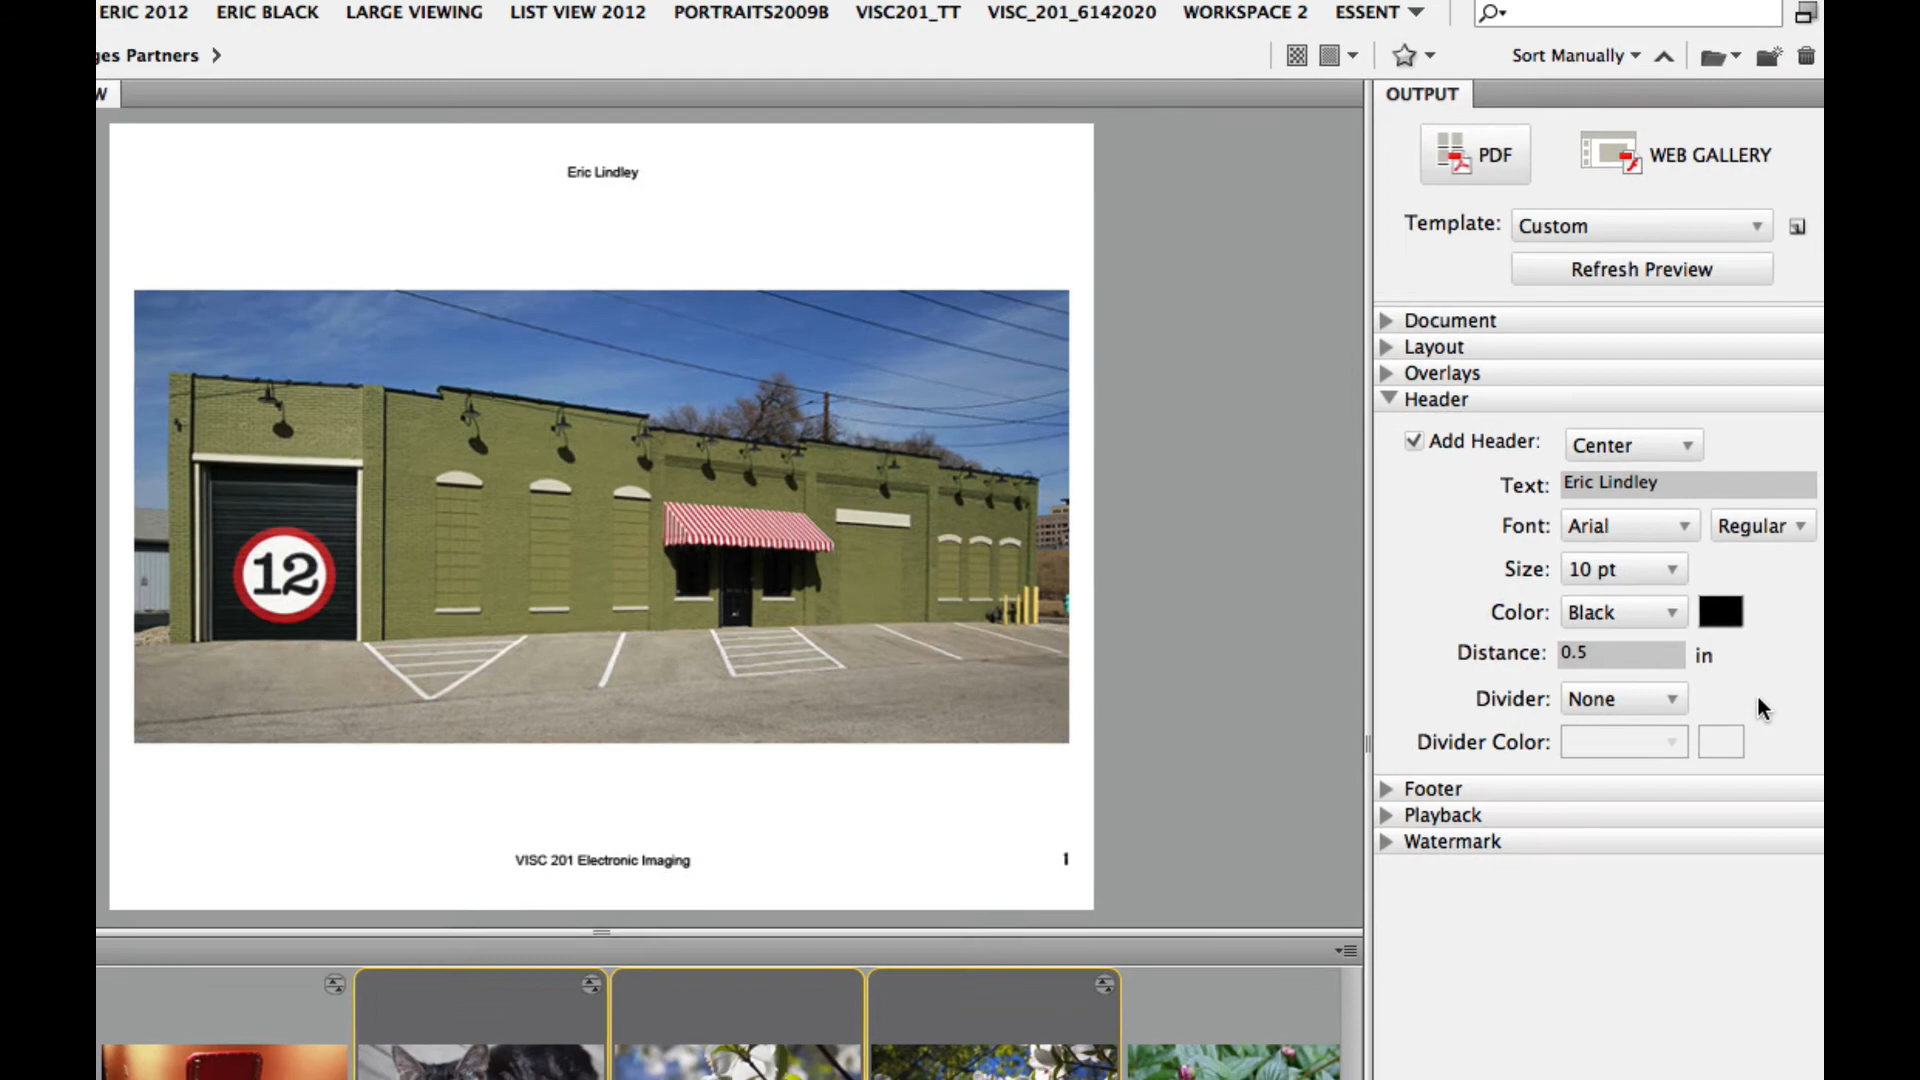 ERIC 2012 ERIC BLACK LARGE VIEWING LIST VIEW 2012 PORTRAITS2009B VISC201_TT VISC_201_6142020 WORKSPACE 2 ESSENT
ges Partners
Sort Manually
W
OUTPUT
PDF
WEB GALLERY
Template: Custom
Refresh Preview
Document
Layout
Overlays
Header
Add Header: Center
Text: Eric Lindley
Font: Arial Regular
Size: 10 pt
Color: Black
Distance: 0.5 in
Divider: None
Divider Color:
Footer
Playback
Watermark
Eric Lindley
12
VISC 201 Electronic Imaging
1